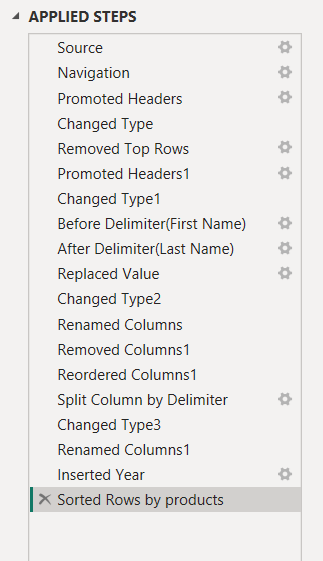 APPLIED STEPS
Source
Navigation
Promoted Headers
Changed Type
Removed Top Rows
Promoted Headers1
Changed Type1
Before Delimiter(First Name)
After Delimiter(Last Name)
Replaced Value
Changed Type2
Renamed Columns
Removed Columns1
Reordered Columns1
Split Column by Delimiter
Changed Type3
Renamed Columns1
Inserted Year
Sorted Rows by products